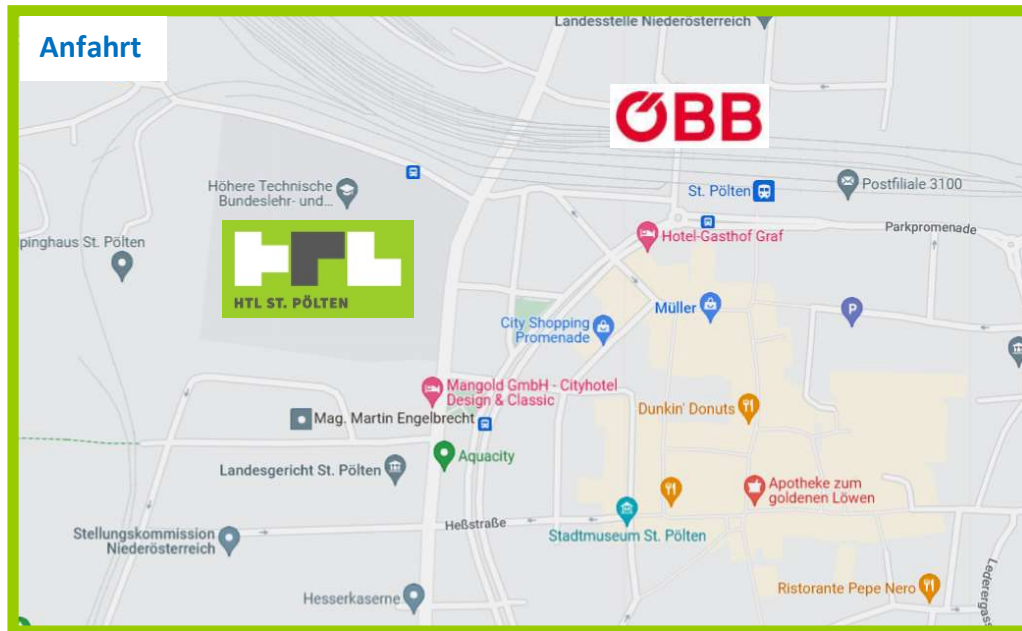 Anfahrt
Landesstelle Niederösterreich
ÖBB
Höhere Technische
Bundeslehr- und...
St. Pölten
Postfiliale 3100
Parkpromenade
Hotel-Gasthof Graf
pinghaus St. Pölten
HTL
HTL ST. PÖLTEN
Müller
P
City Shopping
Promenade
Mangold GmbH - Cityhotel
Design & Classic
Mag. Martin Engelbrecht
Dunkin' Donuts
Aquacity
Landesgericht St. Pölten
Apotheke zum
goldenen Löwen
Heßstraße
Stellungskommission
Niederösterreich
Stadtmuseum St. Pölten
Hesserkaserne
Ristorante Pepe Nero
Lederergass